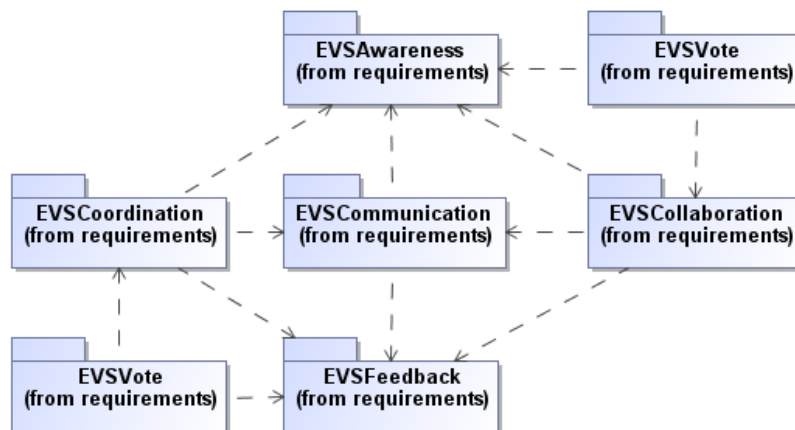 EVSAwareness
(from requirements)
EVSVote
(from requirements)
EVSCoordination
(from requirements)
EVSCommunication
(from requirements)
EVSCollaboration
(from requirements)
EVSVote
(from requirements)
EVSFeedback
(from requirements)